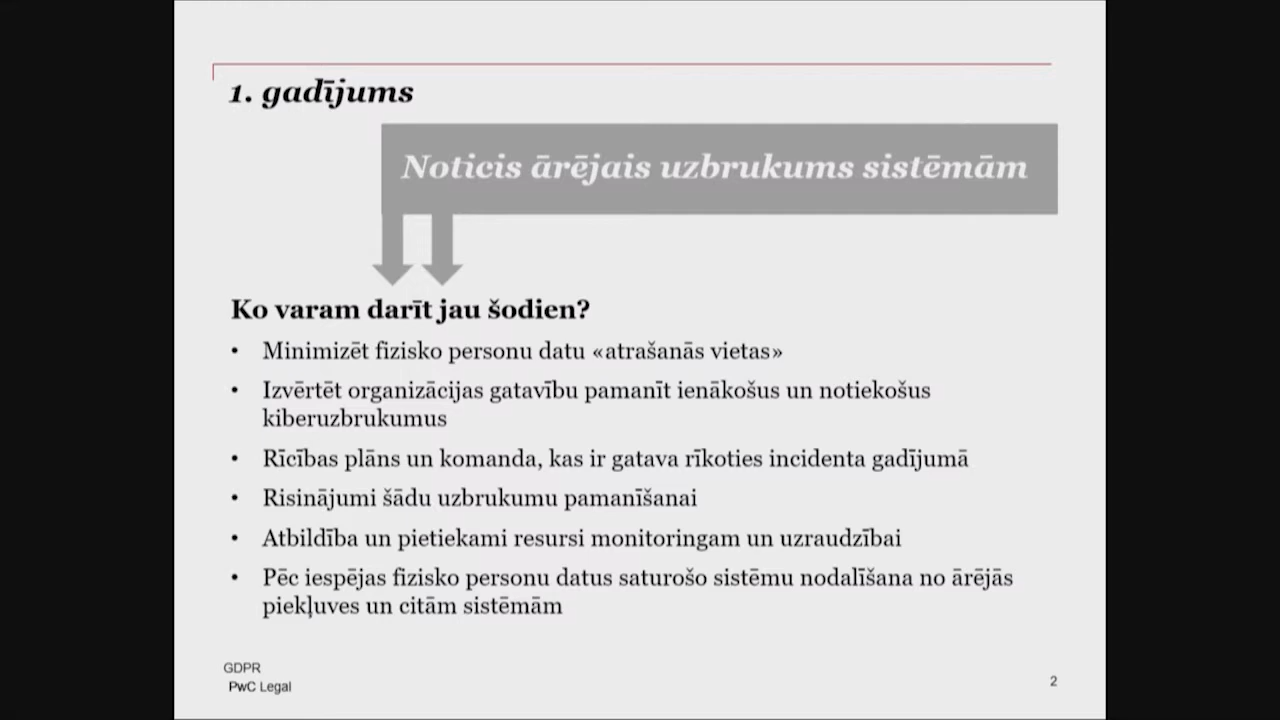 1. gadījums
Noticis ārējais uzbrukums sistēmām
Ko varam darīt jau šodien?
• Minimizēt fizisko personu datu «atrašanās vietas»
• Izvērtēt organizācijas gatavību pamanīt ienākošus un notiekošus
kiberuzbrukumus
• Rīcības plāns un komanda, kas ir gatava rīkoties incidenta gadījumā
• Risinājumi šādu uzbrukumu pamanīšanai
• Atbildība un pietiekami resursi monitoringam un uzraudzībai
• Pēc iespējas fizisko personu datus saturošo sistēmu nodalīšana no ārējās
piekļuves un citām sistēmām
GDPR
PwC Legal
2